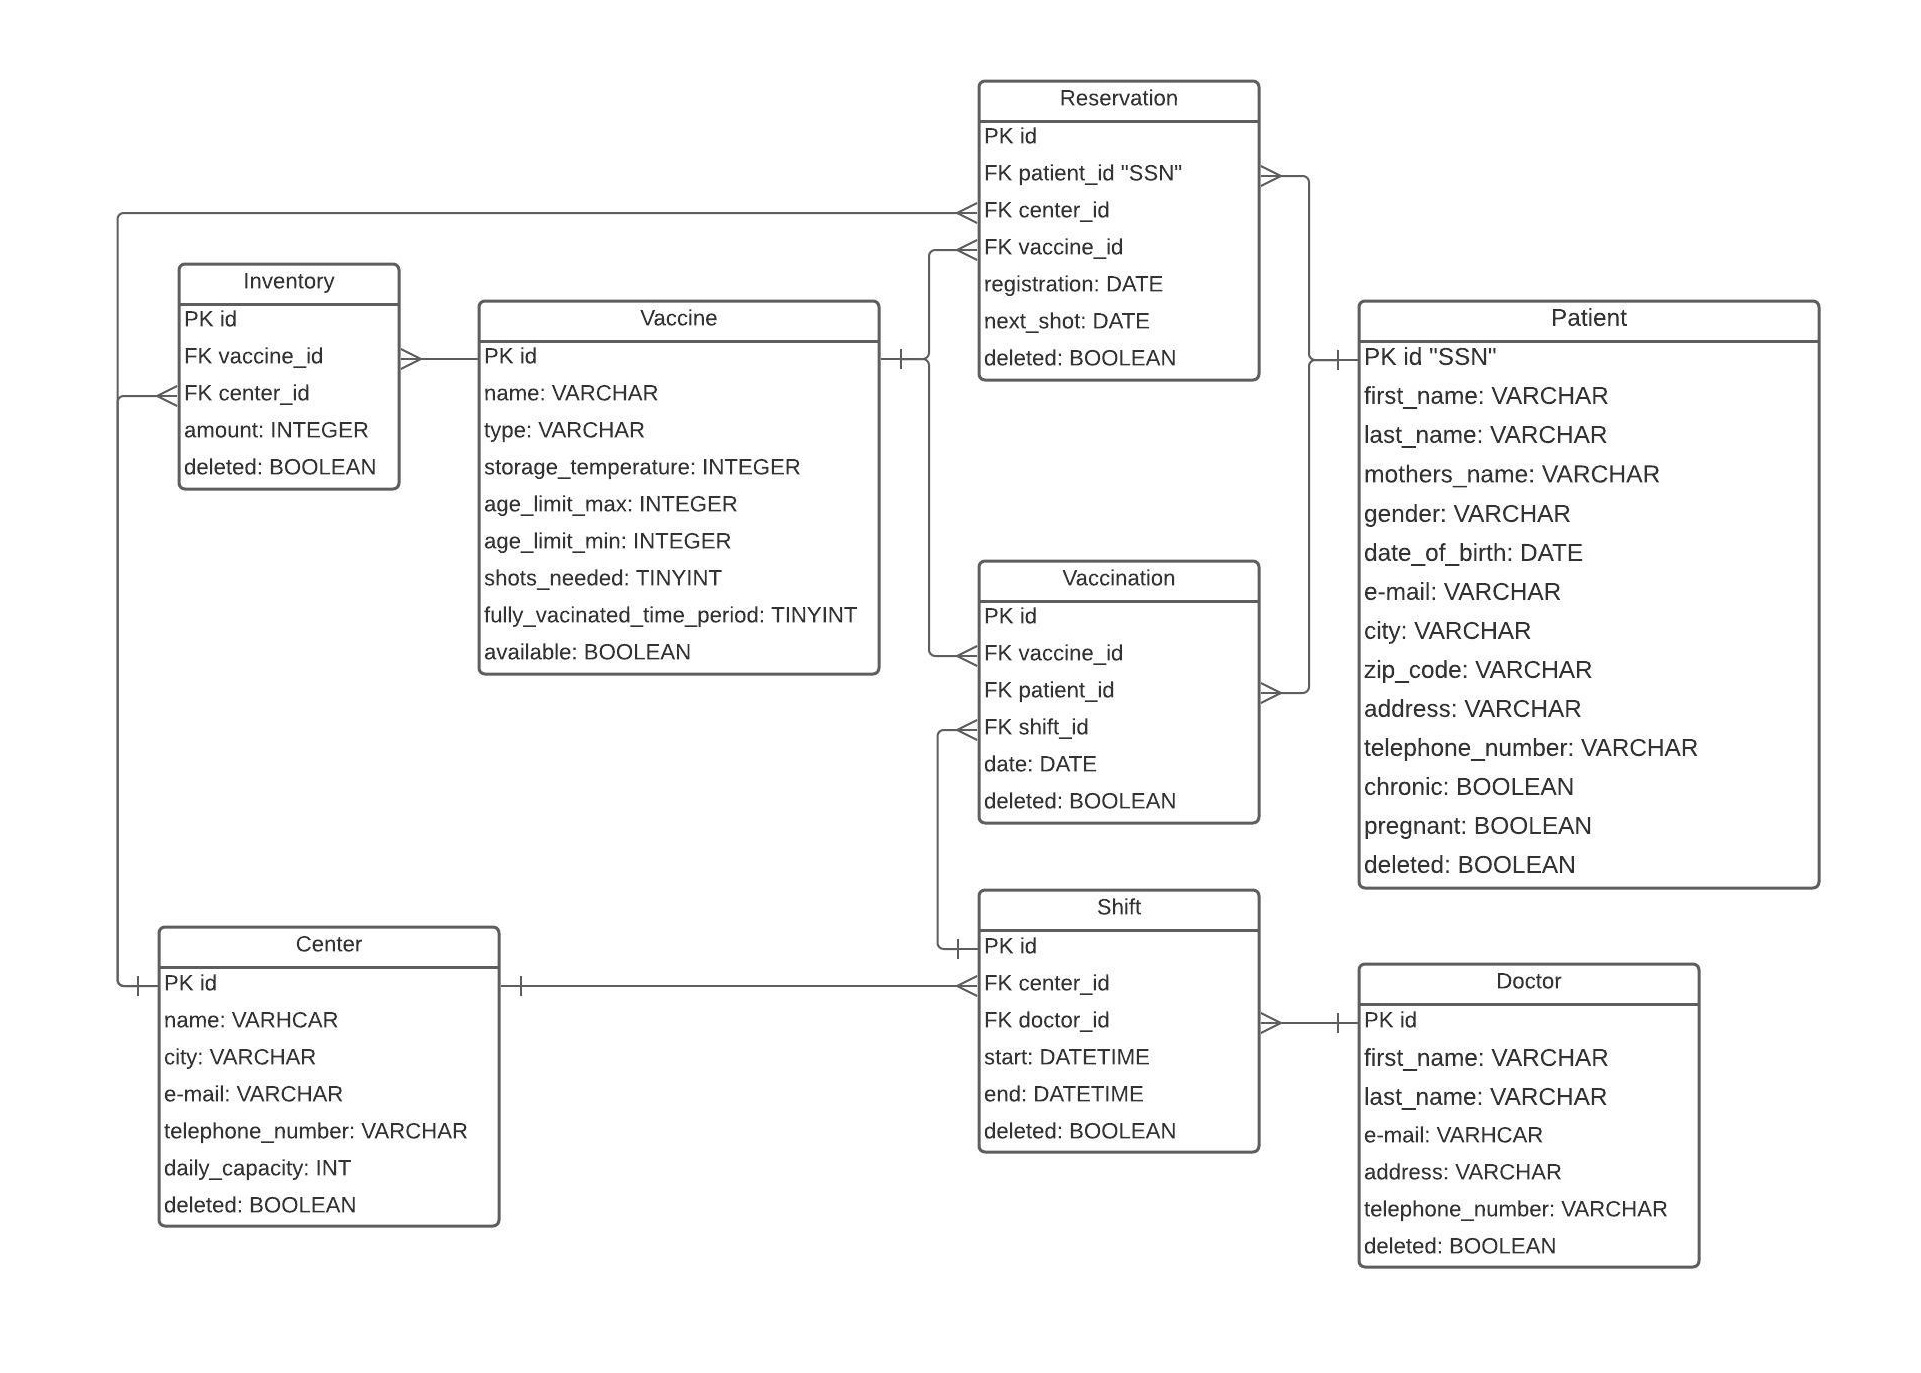 Reservation
PK id
FK patient_id "SSN"
FK center_id
FK vaccine_id
registration: DATE
next_shot: DATE
deleted: BOOLEAN
Inventory
PK id
FK vaccine_id
FK center_id
amount: INTEGER
deleted: BOOLEAN
Vaccine
PK id
name: VARCHAR
type: VARCHAR
storage_temperature: INTEGER
age_limit_max: INTEGER
age_limit_min: INTEGER
shots_needed: TINYINT
fully_vacinated_time_period: TINYINT
available: BOOLEAN
Patient
PK id "SSN"
first_name: VARCHAR
last_name: VARCHAR
mothers_name: VARCHAR
gender: VARCHAR
date_of_birth: DATE
e-mail: VARCHAR
city: VARCHAR
zip_code: VARCHAR
address: VARCHAR
telephone_number: VARCHAR
chronic: BOOLEAN
pregnant: BOOLEAN
deleted: BOOLEAN
Vaccination
PK id
FK vaccine_id
FK patient_id
FK shift_id
date: DATE
deleted: BOOLEAN
Center
PK id
name: VARHCAR
city: VARCHAR
e-mail: VARCHAR
telephone_number: VARCHAR
daily_capacity: INT
deleted: BOOLEAN
Shift
PK id
FK center_id
FK doctor_id
start: DATETIME
end: DATETIME
deleted: BOOLEAN
Doctor
PK id
first_name: VARCHAR
last_name: VARCHAR
e-mail: VARHCAR
address: VARCHAR
telephone_number: VARCHAR
deleted: BOOLEAN